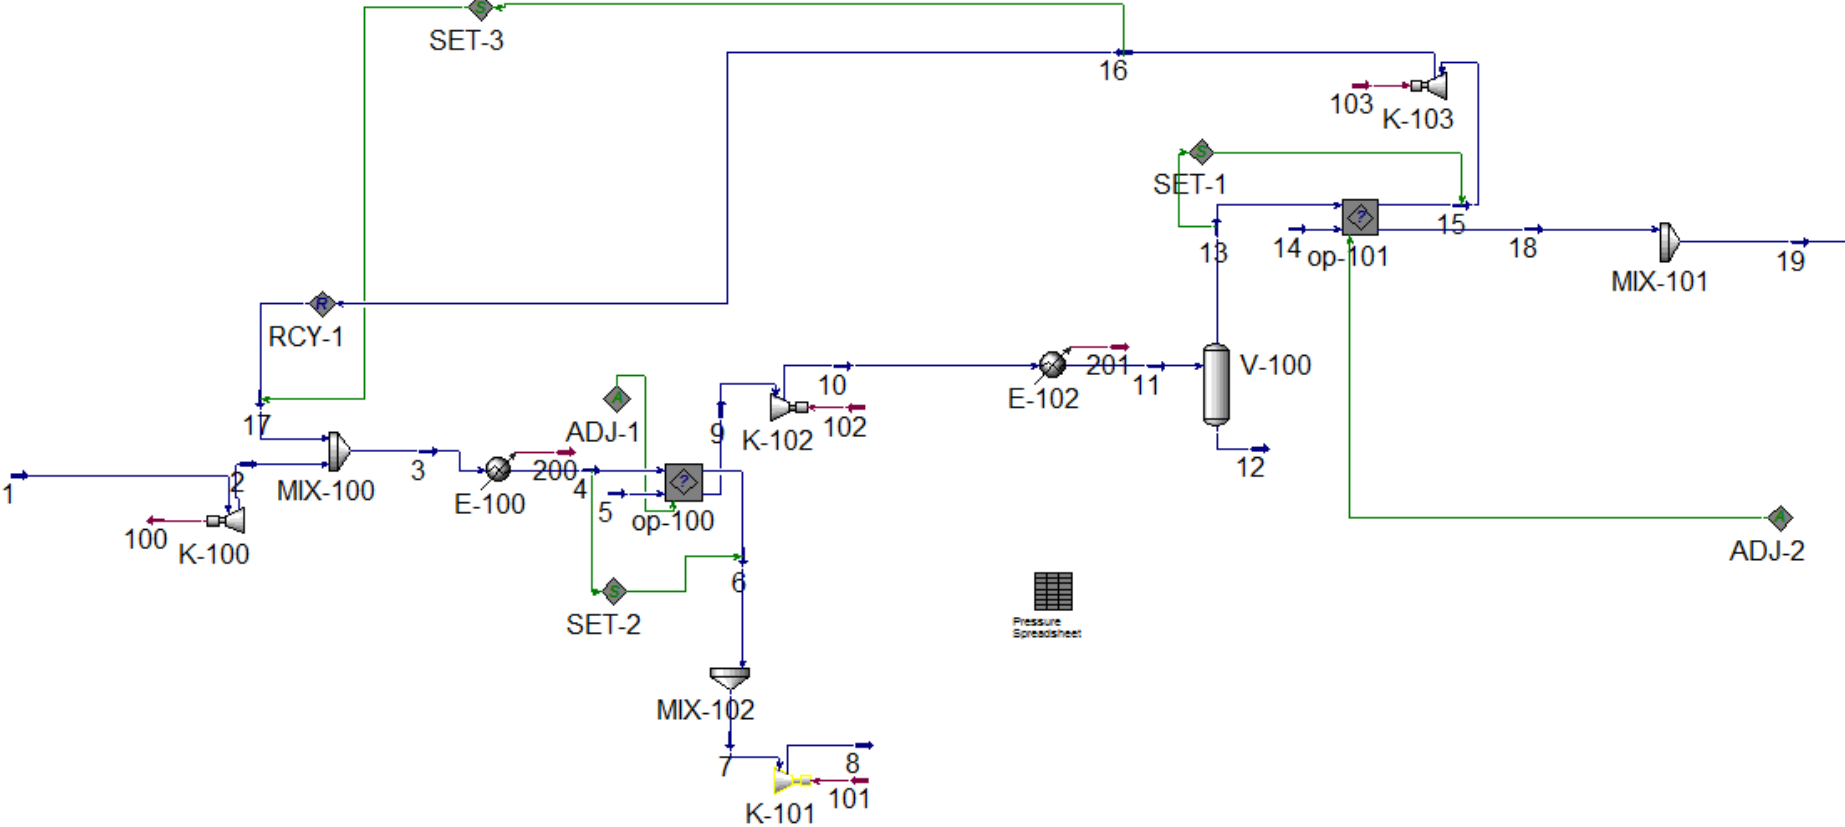 S
SET-3
16
103
K-103
S
SET-1
?
15
13
14
op-101
18
MIX-101
19
R
RCY-1
17
A
ADJ-1
9
K-102
102
10
E-102
201
11
V-100
12
1
2
MIX-100
3
E-100
200
4
5
?
op-100
100
K-100
S
SET-2
6
A
ADJ-2
Pressure
Spreadsheet
MIX-102
7
8
K-101
101